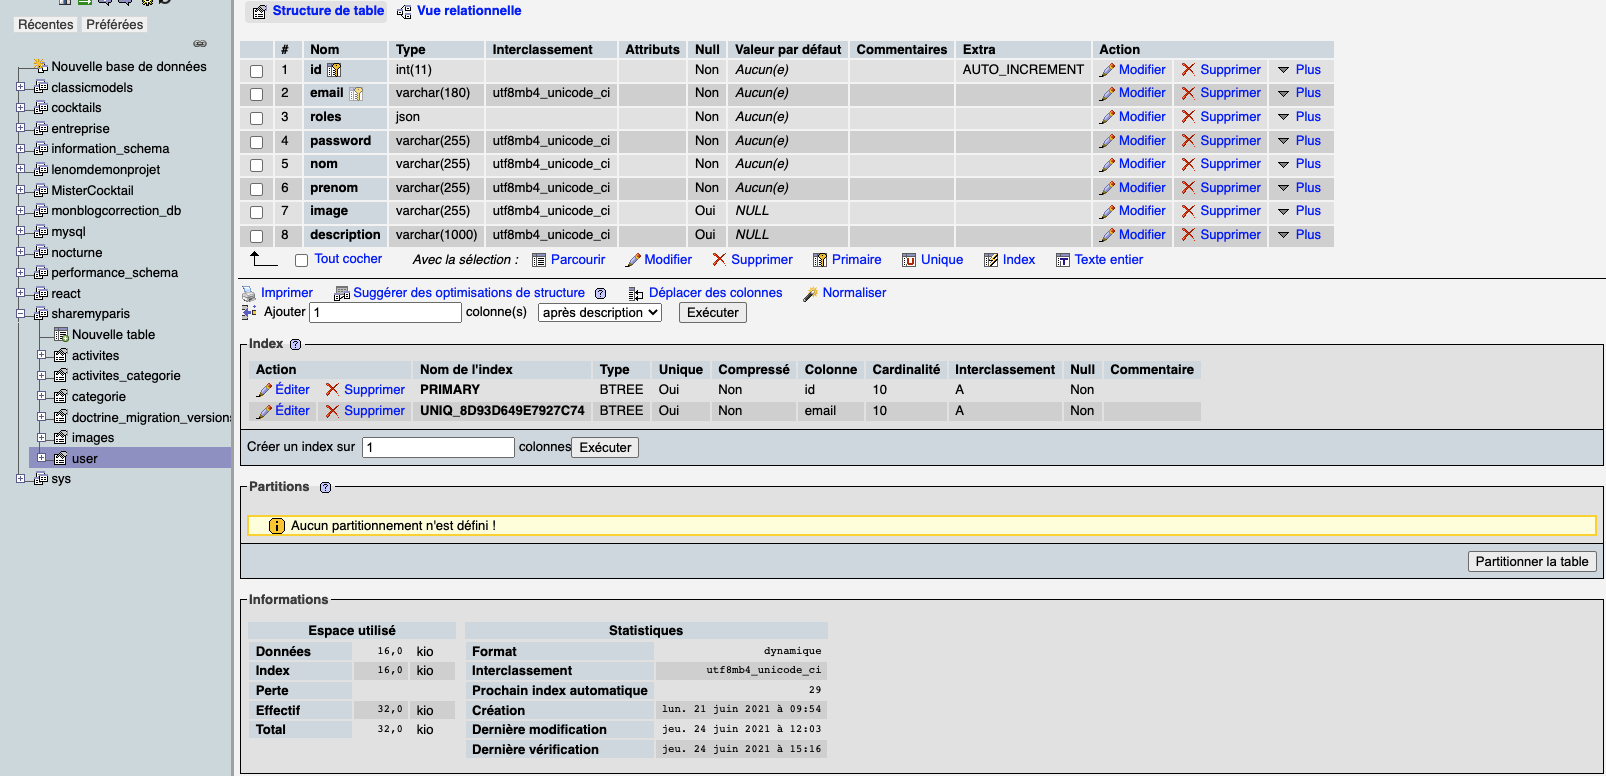 Récentes Préférées
Nouvelle base de données
classicmodels
cocktails
entreprise
information_schema
lenomdemonprojet
MisterCocktail
monblogcorrection_db
mysql
nocturne
performance_schema
react
sharemyparis
Nouvelle table
activites
activites_categorie
categorie
doctrine_migration_versions
images
user
sys
Structure de table Vue relationnelle
# Nom Type Interclassement Attributs Null Valeur par défaut Commentaires Extra Action
1 id int(11) Non Aucun(e) AUTO_INCREMENT Modifier Supprimer Plus
2 email varchar(180) utf8mb4_unicode_ci Non Aucun(e) Modifier Supprimer Plus
3 roles json Non Aucun(e) Modifier Supprimer Plus
4 password varchar(255) utf8mb4_unicode_ci Non Aucun(e) Modifier Supprimer Plus
5 nom varchar(255) utf8mb4_unicode_ci Non Aucun(e) Modifier Supprimer Plus
6 prenom varchar(255) utf8mb4_unicode_ci Non Aucun(e) Modifier Supprimer Plus
7 image varchar(255) utf8mb4_unicode_ci Oui NULL Modifier Supprimer Plus
8 description varchar(1000) utf8mb4_unicode_ci Oui NULL Modifier Supprimer Plus
Tout cocher Avec la sélection : Parcourir Modifier Supprimer Primaire Unique Index Texte entier
Imprimer Suggérer des optimisations de structure Déplacer des colonnes Normaliser
Ajouter 1 colonne(s) après description Exécuter
Index
Action Nom de l'index Type Unique Compressé Colonne Cardinalité Interclassement Null Commentaire
Éditer Supprimer PRIMARY BTREE Oui Non id 10 A Non
Éditer Supprimer UNIQ_8D93D649E7927C74 BTREE Oui Non email 10 A Non
Créer un index sur 1 colonnes Exécuter
Partitions
Aucun partitionnement n'est défini !
Partitionner la table
Informations
Espace utilisé
Données 16,0 kio
Index 16,0 kio
Perte
Effectif 32,0 kio
Total 32,0 kio
Statistiques
Format dynamique
Interclassement utf8mb4_unicode_ci
Prochain index automatique 29
Création lun. 21 juin 2021 à 09:54
Dernière modification jeu. 24 juin 2021 à 12:03
Dernière vérification jeu. 24 juin 2021 à 15:16